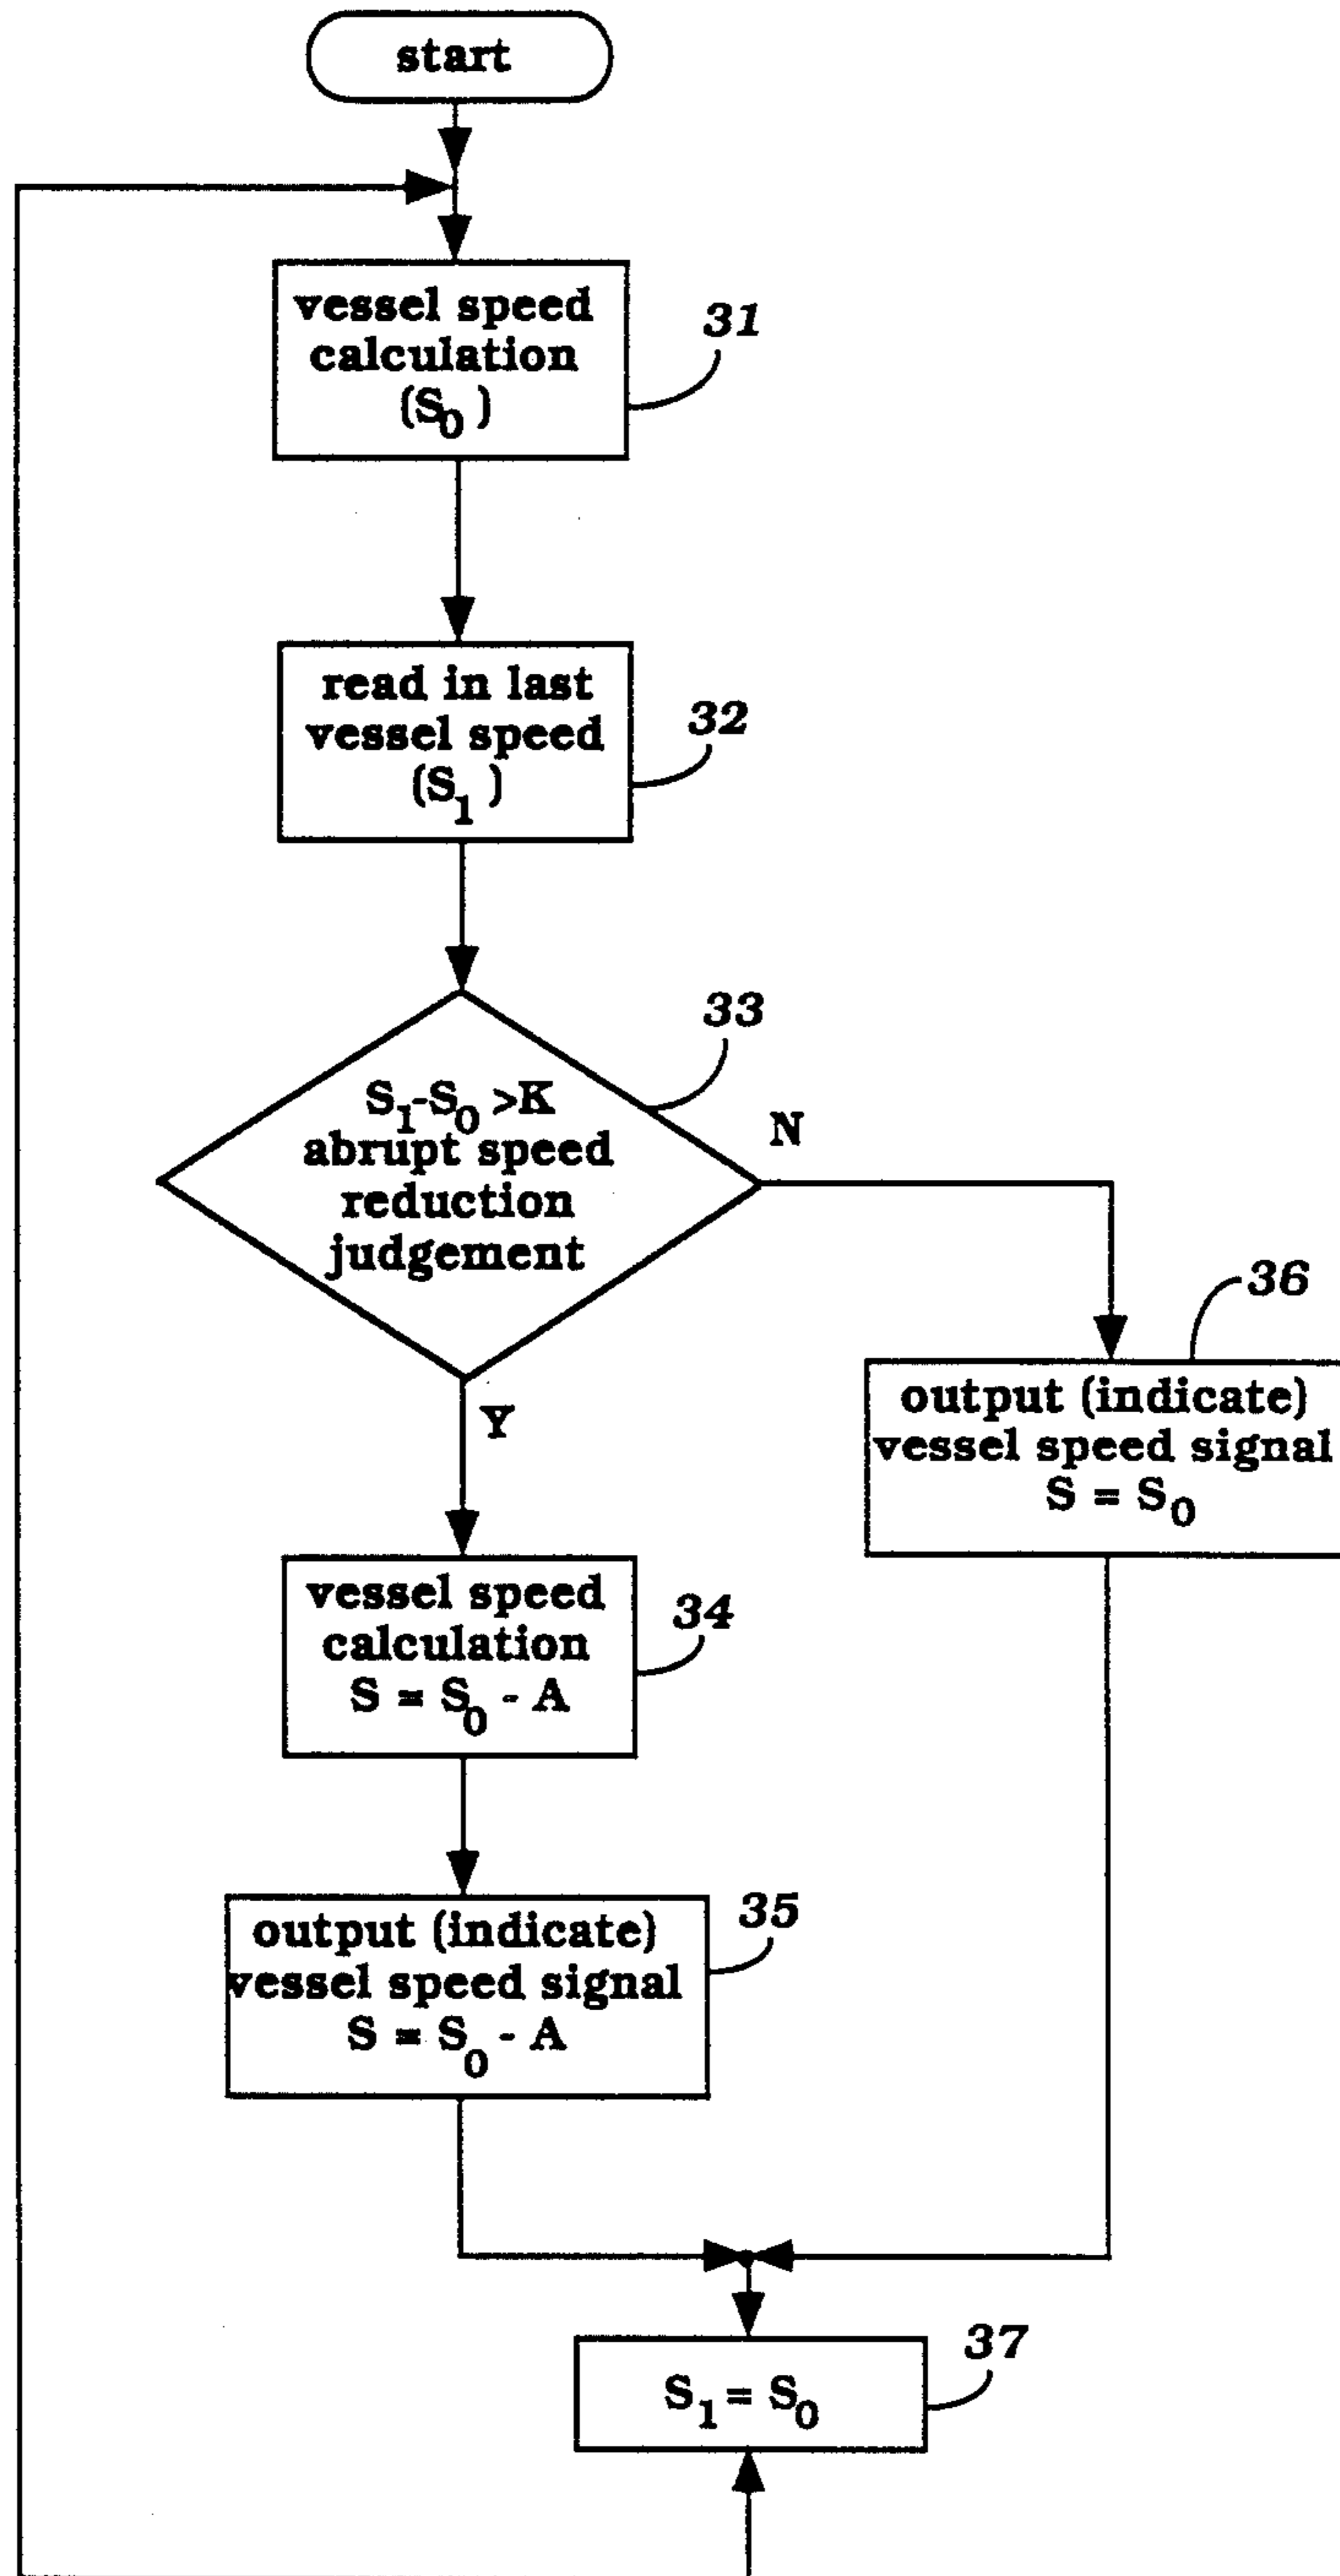 start
vessel speed
calculation
(S₀)
31
read in last
vessel speed
(S₁)
32
33
S₁-S₀ >K
abrupt speed
reduction
judgement
N
Y
36
output (indicate)
vessel speed signal
S = S₀
vessel speed
calculation
S = S₀ - A
34
output (indicate)
vessel speed signal
S = S₀ - A
35
S₁ = S₀
37